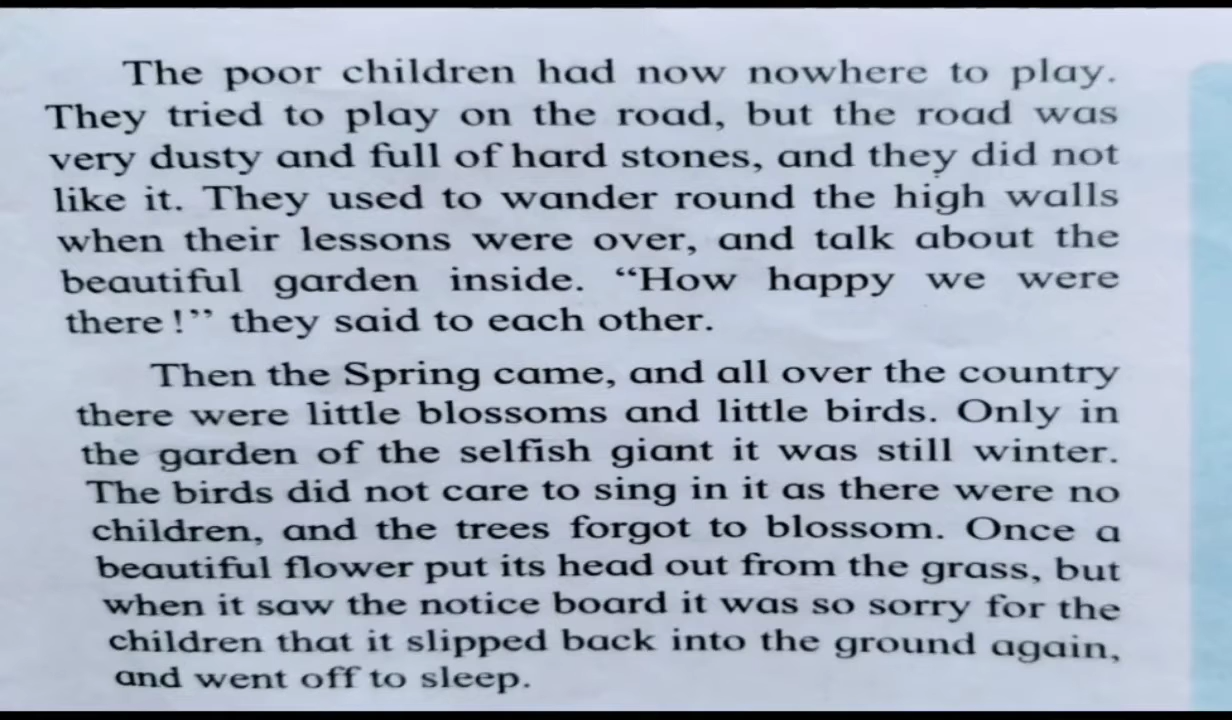 The poor children had now nowhere to play.
They tried to play on the road, but the road was
very dusty and full of hard stones, and they did not
like it. They used to wander round the high walls
when their lessons were over, and talk about the
beautiful garden inside. “How happy we were
there!” they said to each other.
Then the Spring came, and all over the country
there were little blossoms and little birds. Only in
the garden of the selfish giant it was still winter.
The birds did not care to sing in it as there were no
children, and the trees forgot to blossom. Once a
beautiful flower put its head out from the grass, but
when it saw the notice board it was so sorry for the
children that it slipped back into the ground again,
and went off to sleep.